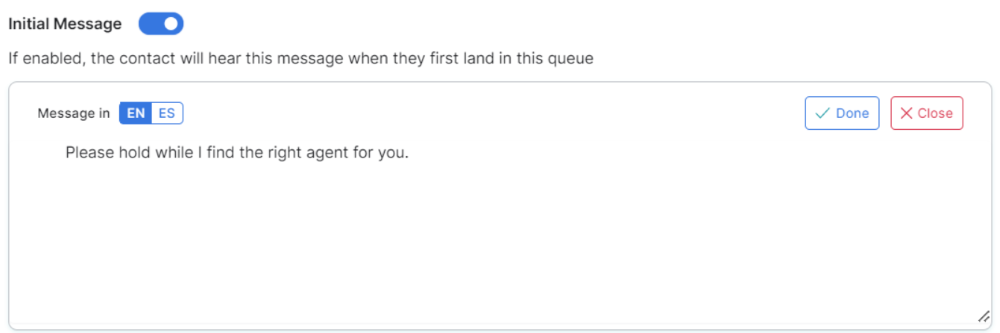 Initial Message
If enabled, the contact will hear this message when they first land in this queue
Message in EN ES Done Close
Please hold while I find the right agent for you.